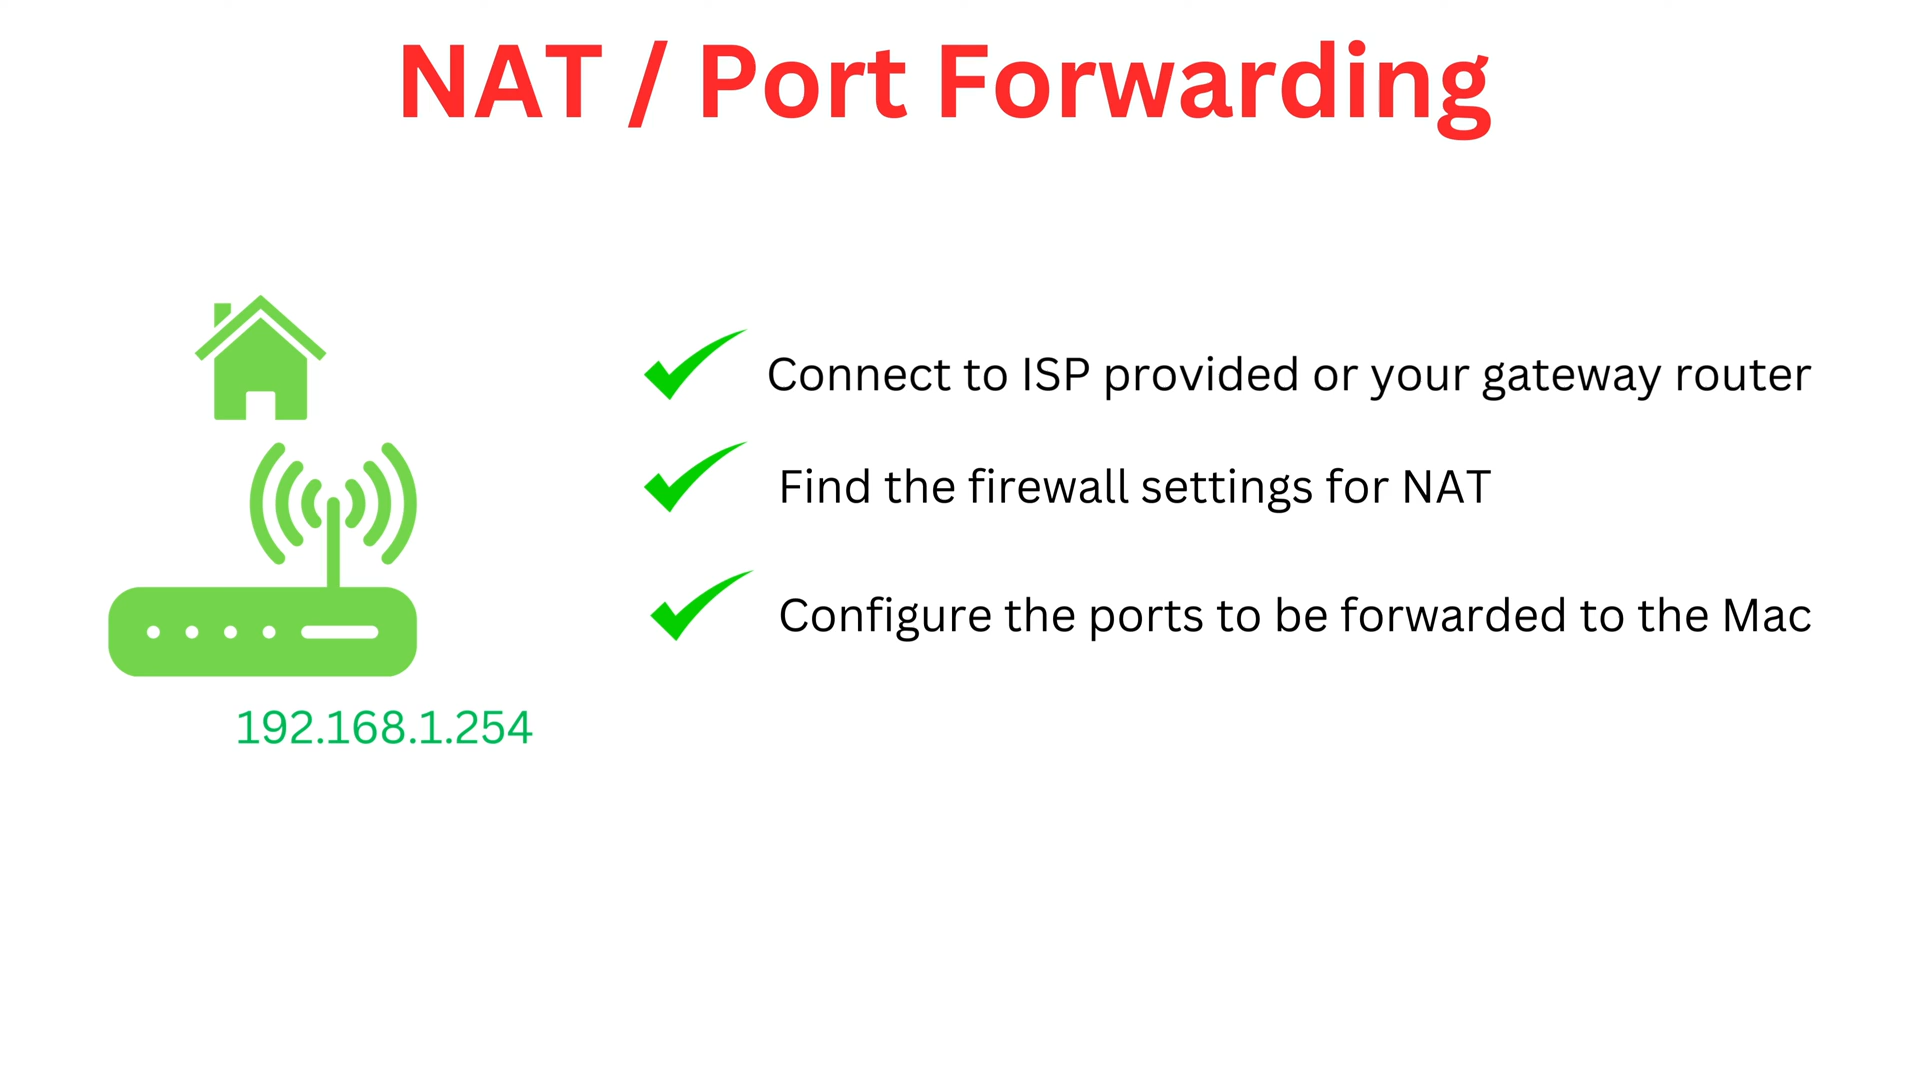 NAT / Port Forwarding
Connect to ISP provided or your gateway router
Find the firewall settings for NAT
Configure the ports to be forwarded to the Mac
192.168.1.254